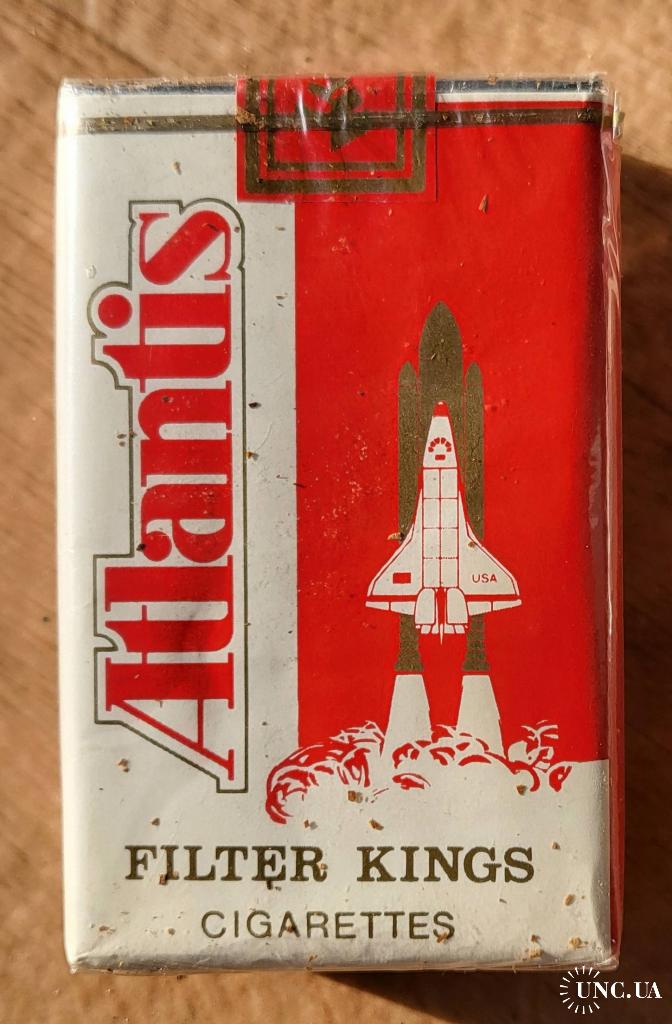 Atlantis
USA
FILTER KINGS
CIGARETTES
UNC.UA